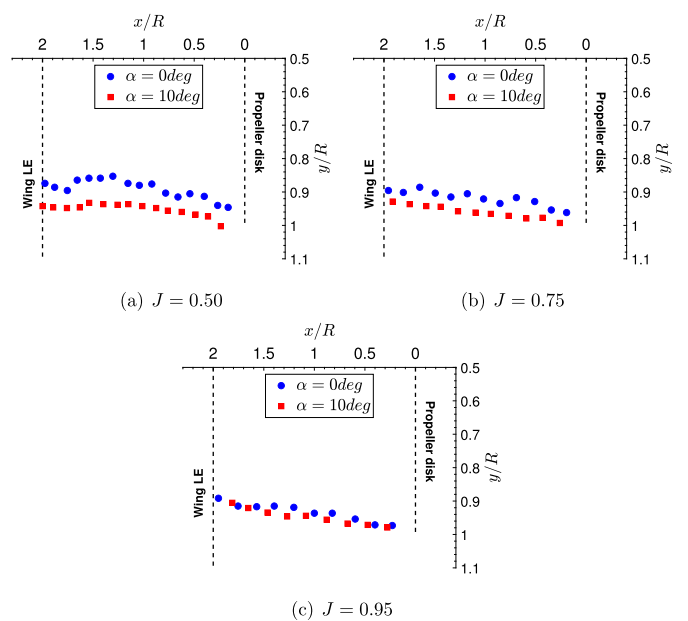 x/R
2 1.5 1 0.5 0
0.5
0.6
0.7
0.8
0.9
1
1.1
y/R
α = 0deg
α = 10deg
Wing LE
Propeller disk
(a) J = 0.50
x/R
2 1.5 1 0.5 0
0.5
0.6
0.7
0.8
0.9
1
1.1
y/R
α = 0deg
α = 10deg
Wing LE
Propeller disk
(b) J = 0.75
x/R
2 1.5 1 0.5 0
0.5
0.6
0.7
0.8
0.9
1
1.1
y/R
α = 0deg
α = 10deg
Wing LE
Propeller disk
(c) J = 0.95